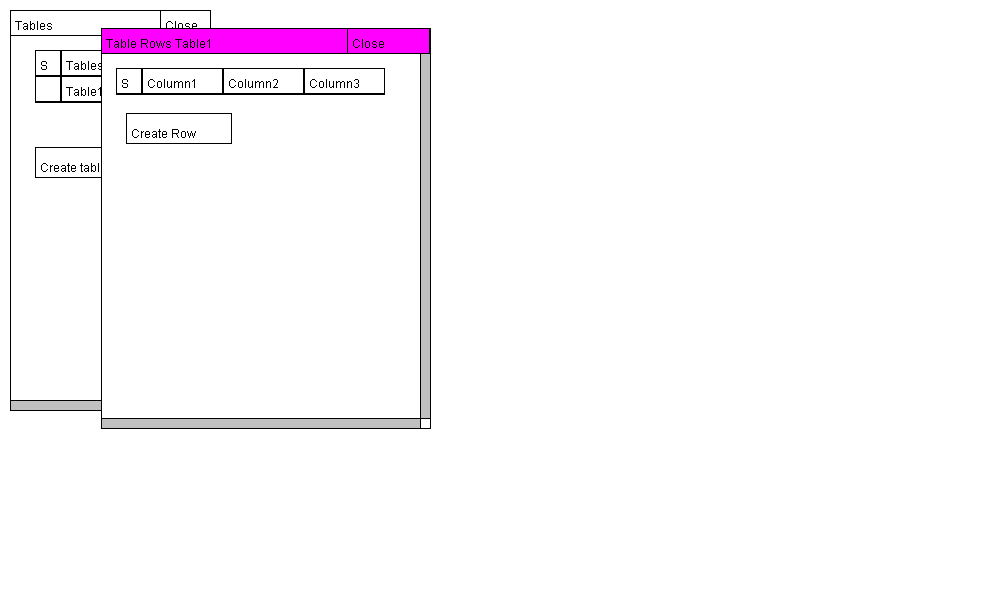 Tables Close
S Tables
Table1
Create tabl
Table Rows Table1 Close
S Column1 Column2 Column3
Create Row